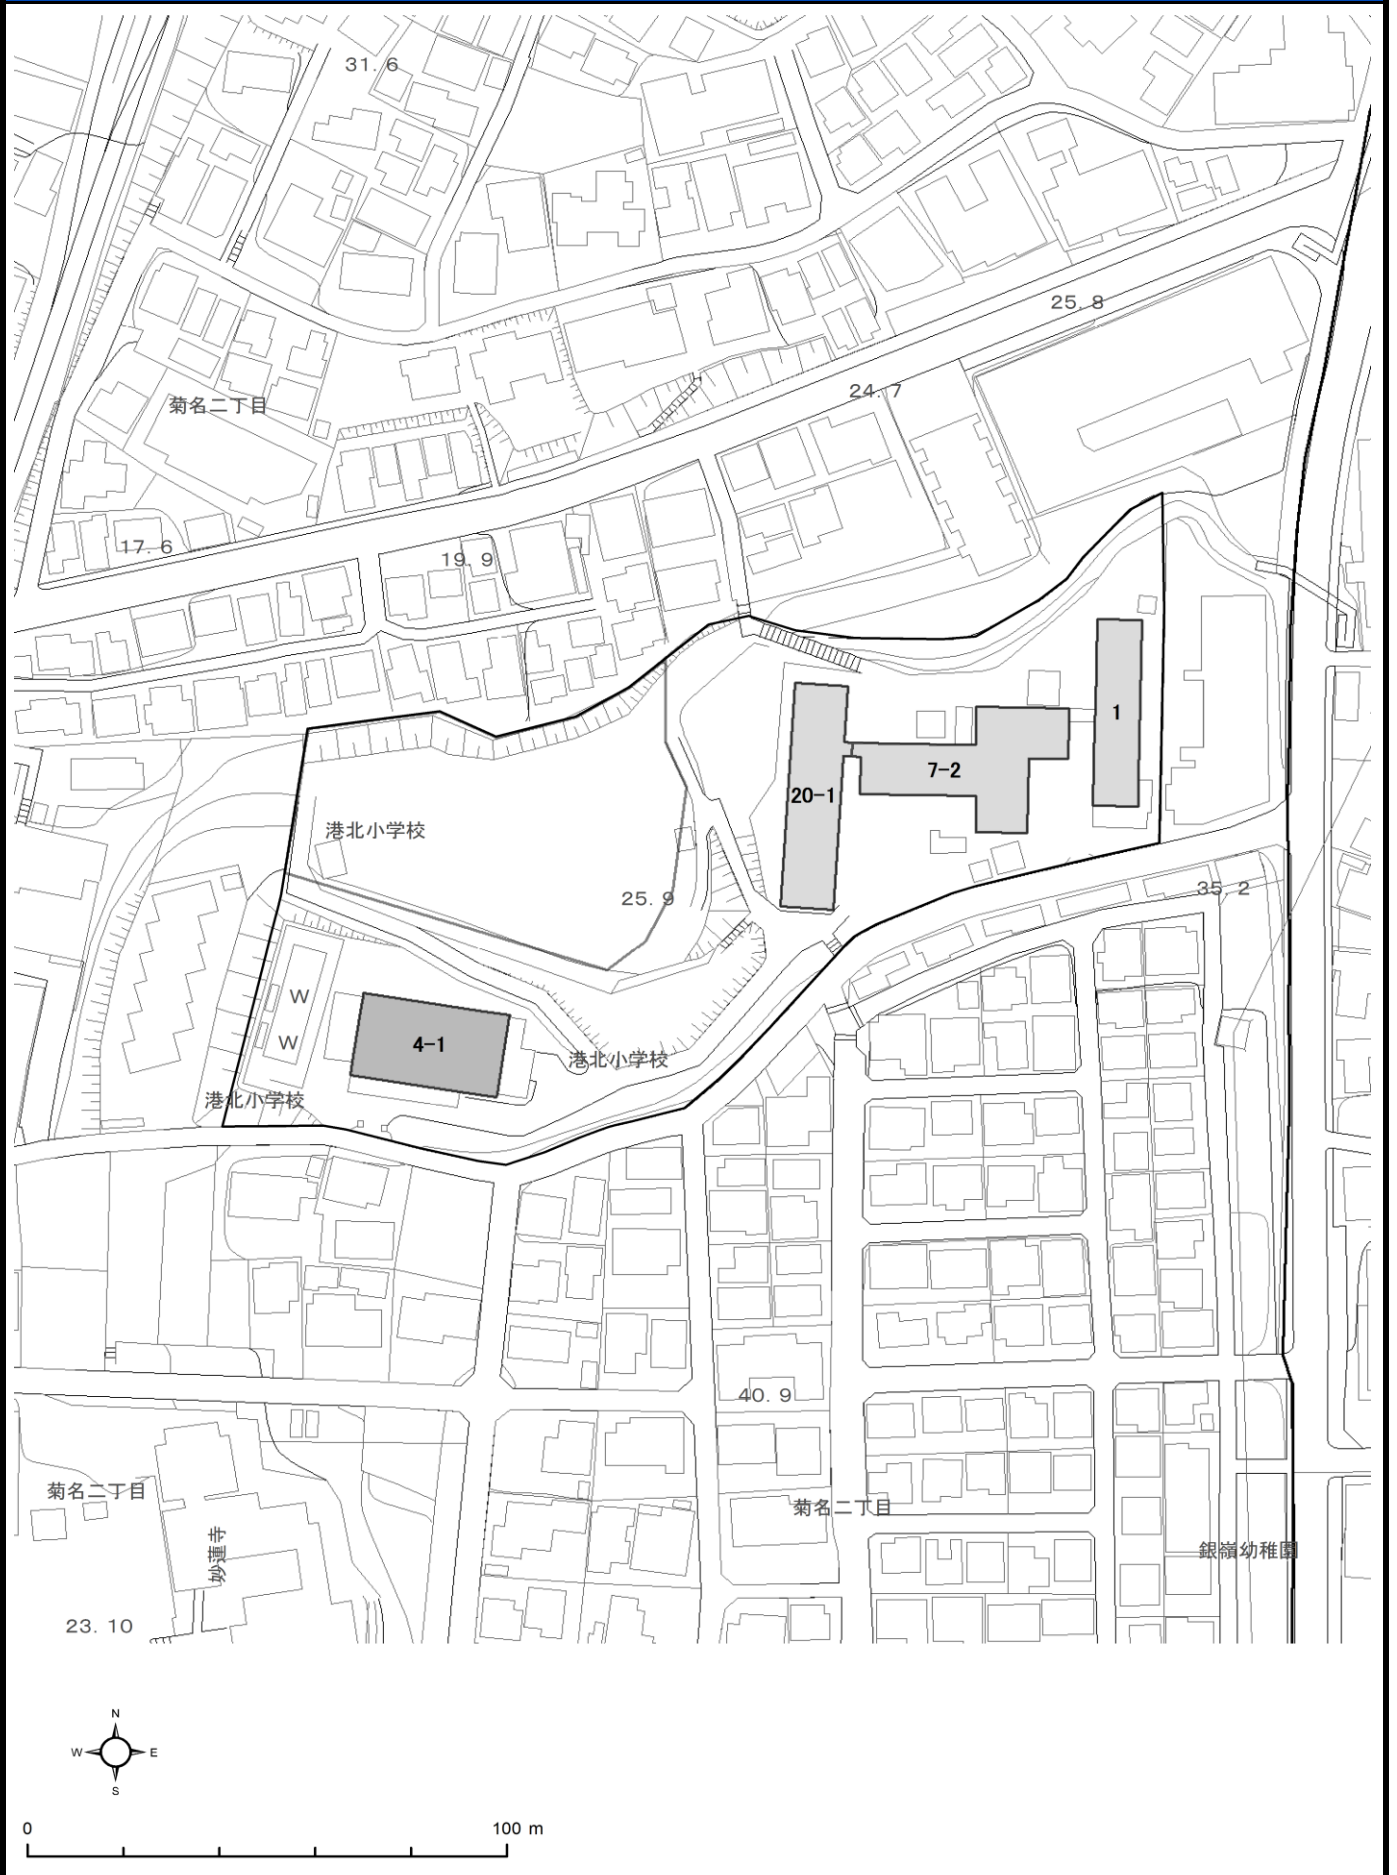 31. 6
25. 8
24. 7
菊名二丁目
17. 6
19. 9
1
7-2
20-1
港北小学校
25. 9
35. 2
W
W
4-1
港北小学校
港北小学校
40. 9
菊名二丁目
菊名二丁目
妙蓮寺
銀嶺幼稚園
23. 10
N
W
E
S
0
100 m